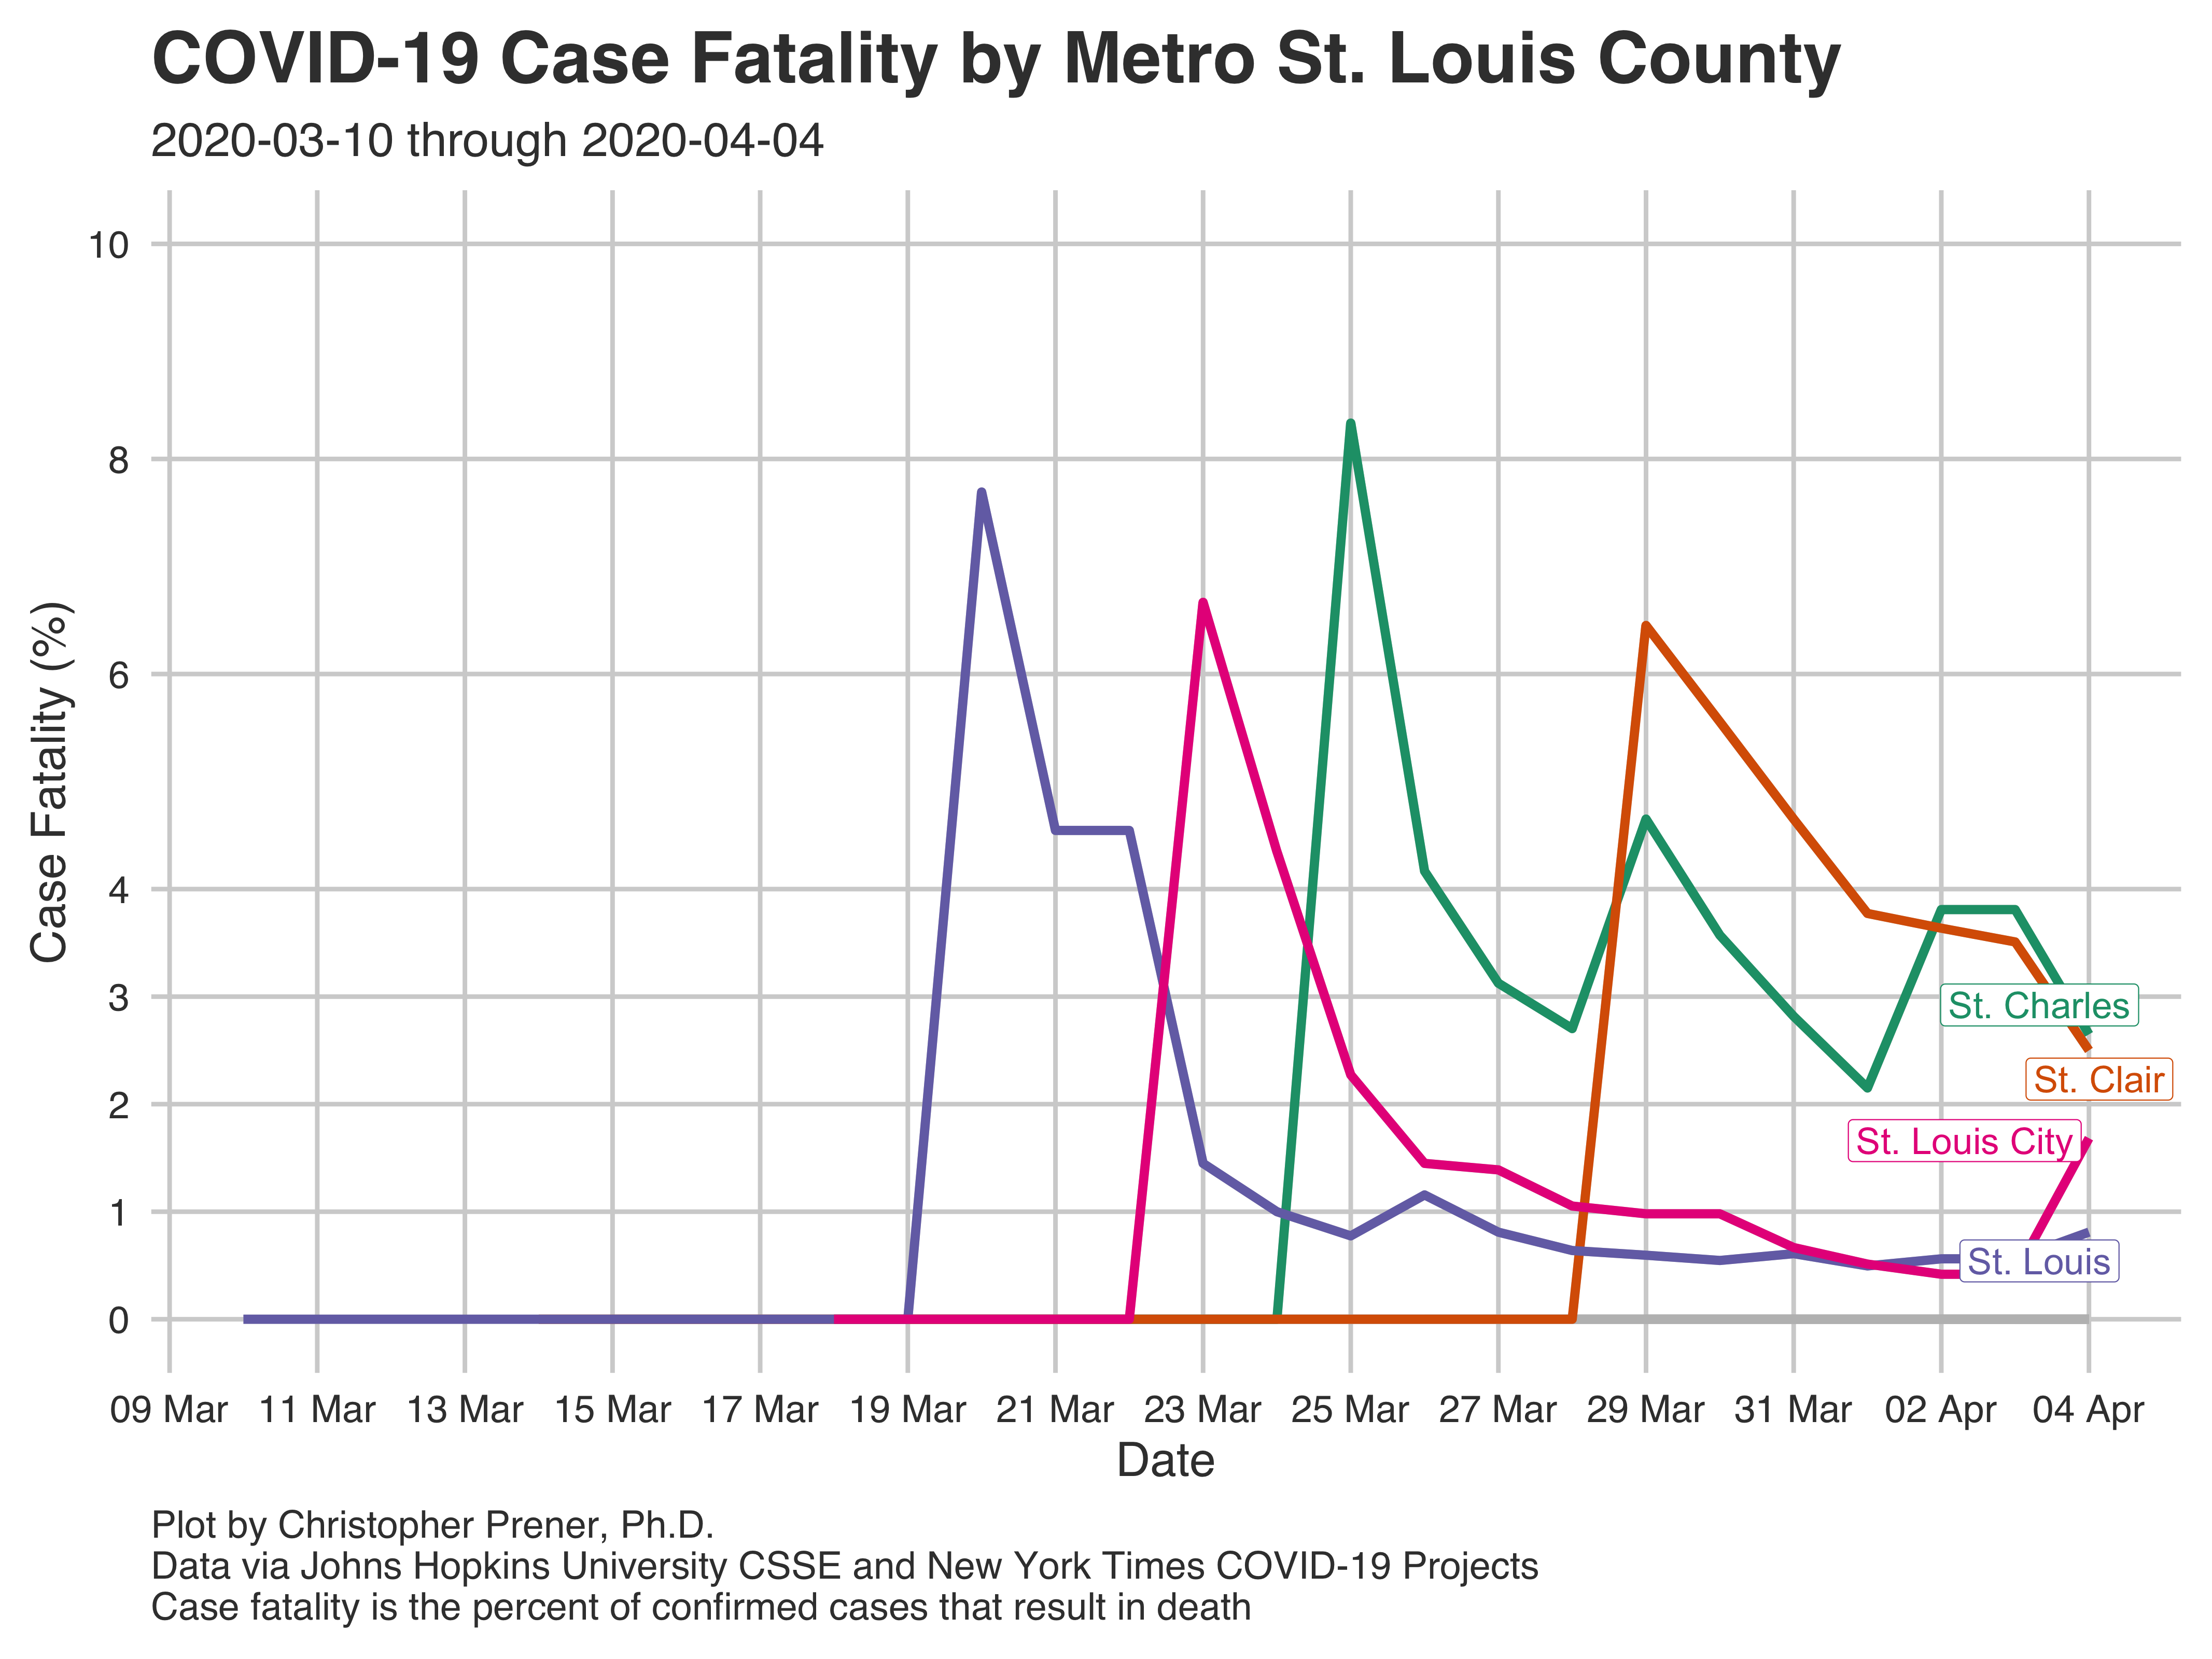 COVID-19 Case Fatality by Metro St. Louis County
2020-03-10 through 2020-04-04
Case Fatality (%)
10
8
6
4
3
2
1
0
St. Charles
St. Clair
St. Louis City
St. Louis
09 Mar 11 Mar 13 Mar 15 Mar 17 Mar 19 Mar 21 Mar 23 Mar 25 Mar 27 Mar 29 Mar 31 Mar 02 Apr 04 Apr
Date
Plot by Christopher Prener, Ph.D.
Data via Johns Hopkins University CSSE and New York Times COVID-19 Projects
Case fatality is the percent of confirmed cases that result in death